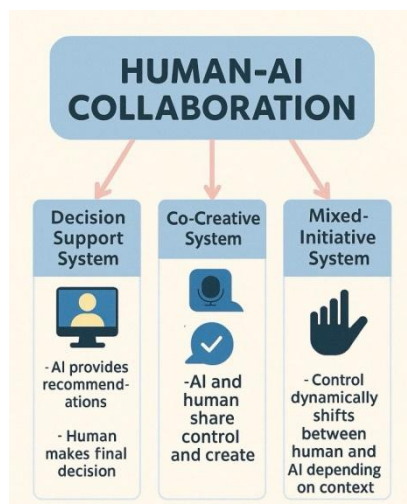 HUMAN-AI
COLLABORATION
Decision
Support
System
- AI provides
recommend-
ations
- Human
makes final
decision
Co-Creative
System
-AI and
human
share
control
and create
Mixed-
Initiative
System
- Control
dynamically
shifts
between
human and
AI depending
on context